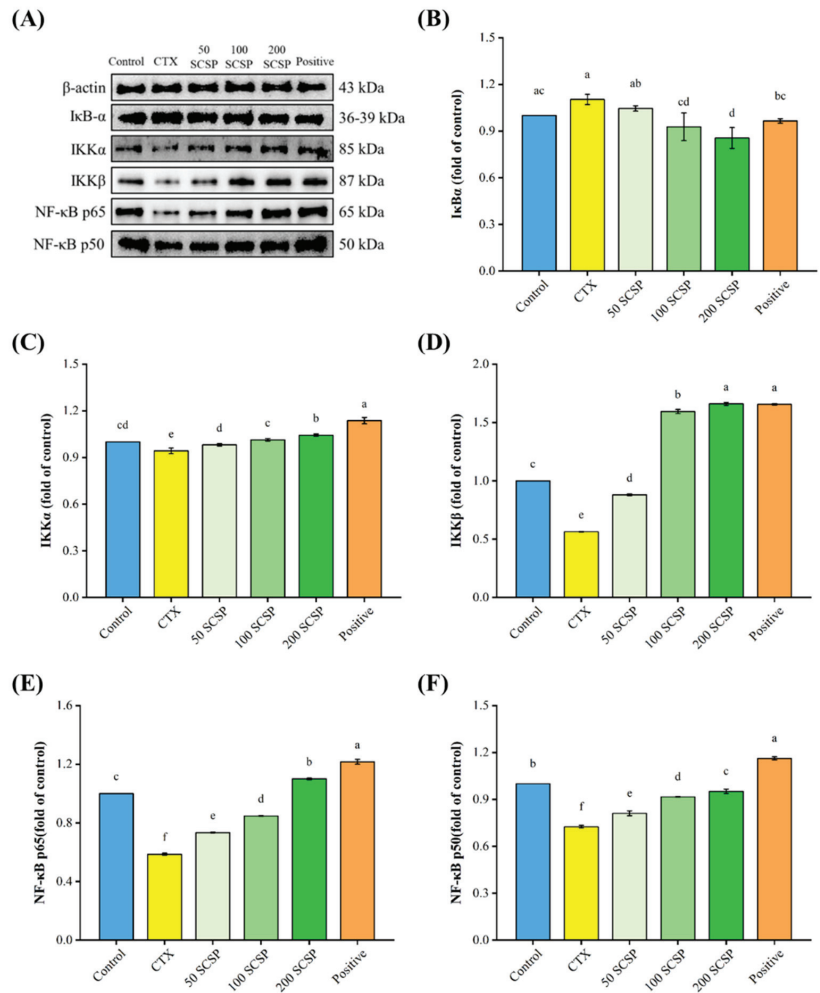 (A)
Control CTX 50 SCSP 100 SCSP 200 SCSP Positive
β-actin 43 kDa
IκB-α 36-39 kDa
IKKα 85 kDa
IKKβ 87 kDa
NF-κB p65 65 kDa
NF-κB p50 50 kDa
(B)
IκBα (fold of control)
1.5
1.2
0.9
0.6
0.3
0.0
ac a ab cd d bc
Control CTX 50 SCSP 100 SCSP 200 SCSP Positive
(C)
IKKα (fold of control)
1.5
1.2
0.9
0.6
0.3
0.0
cd e d c b a
Control CTX 50 SCSP 100 SCSP 200 SCSP Positive
(D)
IKKβ (fold of control)
2.0
1.5
1.0
0.5
0.0
c e d b a a
Control CTX 50 SCSP 100 SCSP 200 SCSP Positive
(E)
NF-κB p65(fold of control)
1.6
1.2
0.8
0.4
0.0
c f e d b a
Control CTX 50 SCSP 100 SCSP 200 SCSP Positive
(F)
NF-κB p50(fold of control)
1.5
1.2
0.9
0.6
0.3
0.0
b f e d c a
Control CTX 50 SCSP 100 SCSP 200 SCSP Positive